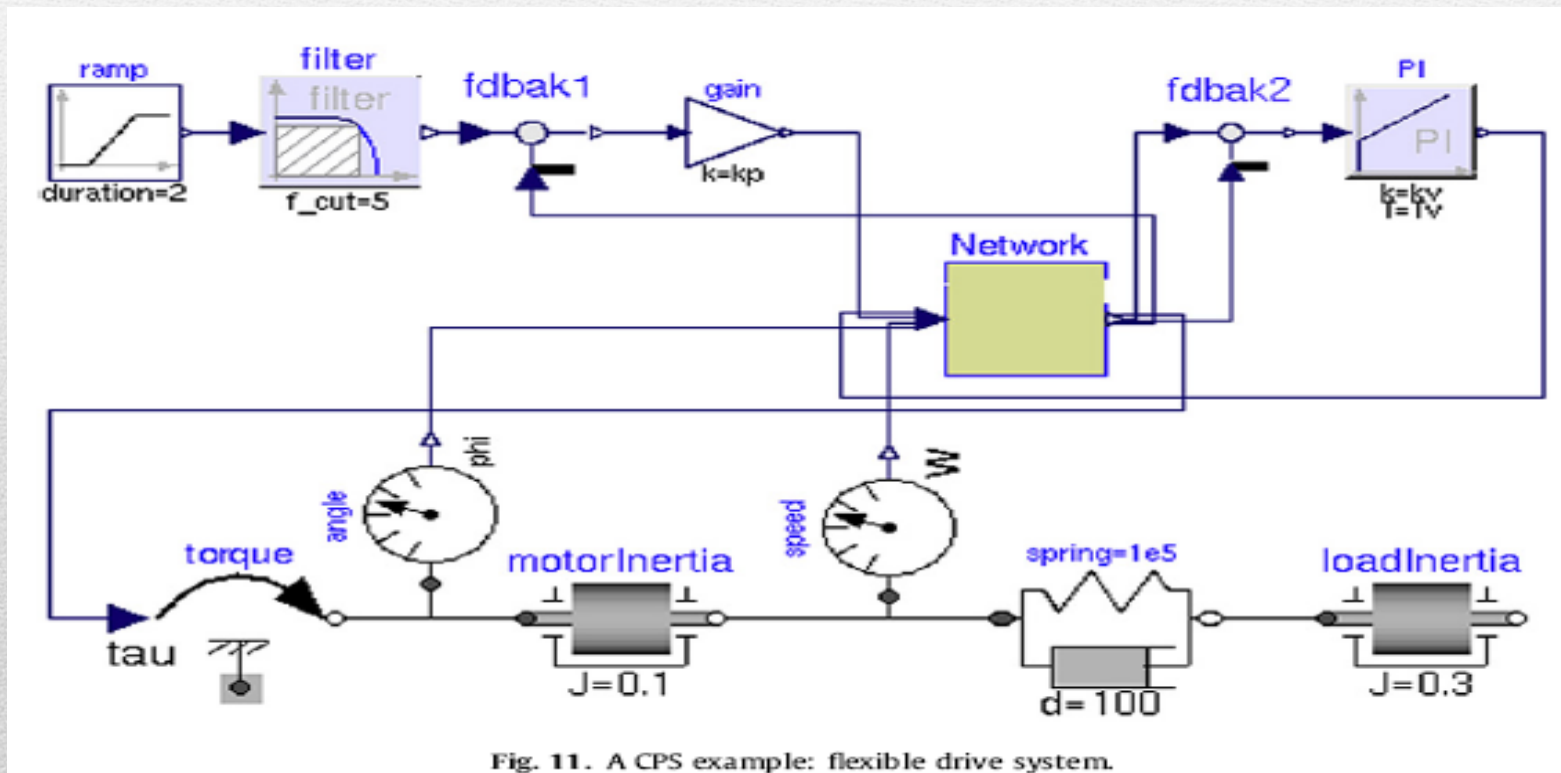 ramp
duration=2
filter
filter
f_cut=5
fdbak1
gain
k=kp
fdbak2
PI
PI
k=kv
T=Tv
Network
phi
angle
W
speed
torque
tau
motorInertia
J=0.1
spring=1e5
d=100
loadInertia
J=0.3
Fig. 11. A CPS example: flexible drive system.